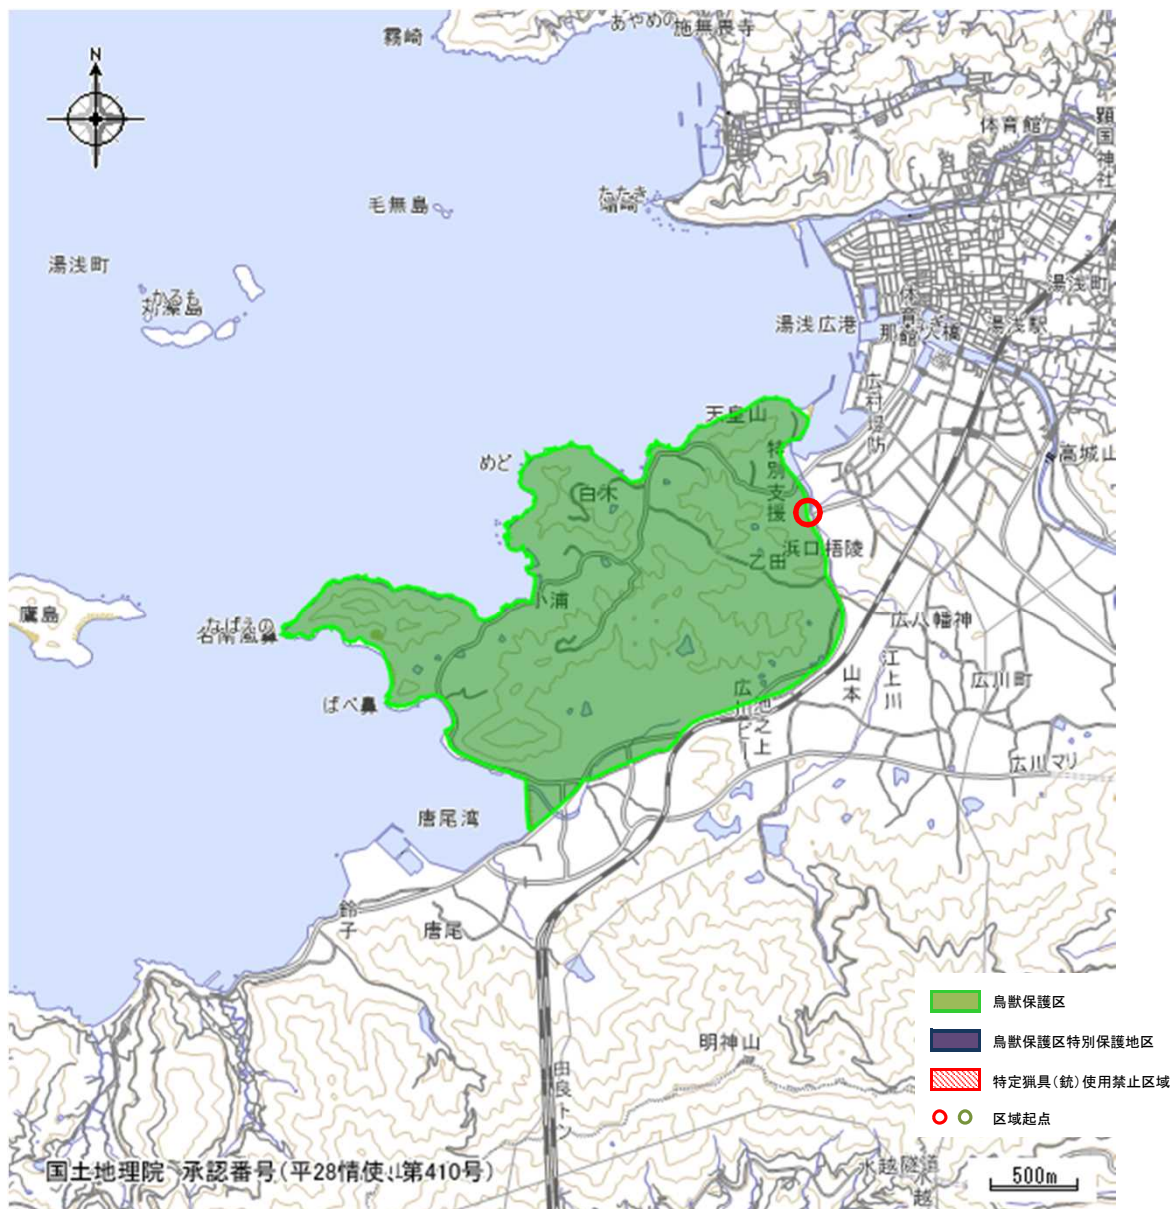 N
霧崎
あやめの
施無畏寺
体育館
顯国神社
たたき
毛無島
湯浅町
かるも
苅藻島
湯浅町
湯浅広港
体育館
湯浅駅
広村堤防
天皇山
高城山
めど
特別支援
白木
浜口梧陵
乙田
小浦
鷹島
なばえの
名南風鼻
広八幡神
山本
江上川
広川町
ばべ鼻
広川ビー
池之上
広川マリ
唐尾湾
鈴子
唐尾
明神山
由良トン
水越隧道
水越
国土地理院 承認番号(平28情使、第410号)
500m
鳥獣保護区
鳥獣保護区特別保護地区
特定猟具(銃)使用禁止区域
区域起点